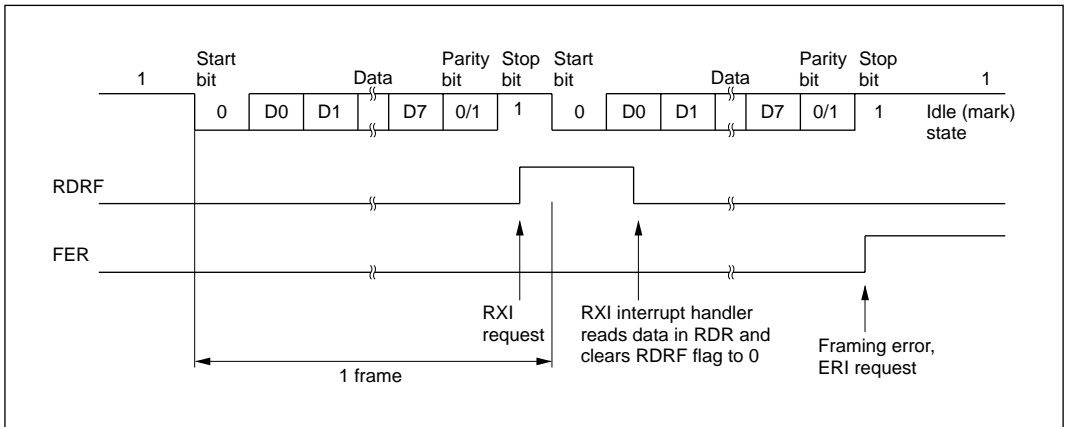 Start Parity Stop Start Parity Stop
1 bit Data bit bit bit Data bit bit 1
0 D0 D1 D7 0/1 1 0 D0 D1 D7 0/1 1 Idle (mark)
state
RDRF
FER
RXI
request
RXI interrupt handler
reads data in RDR and
clears RDRF flag to 0
Framing error,
ERI request
1 frame